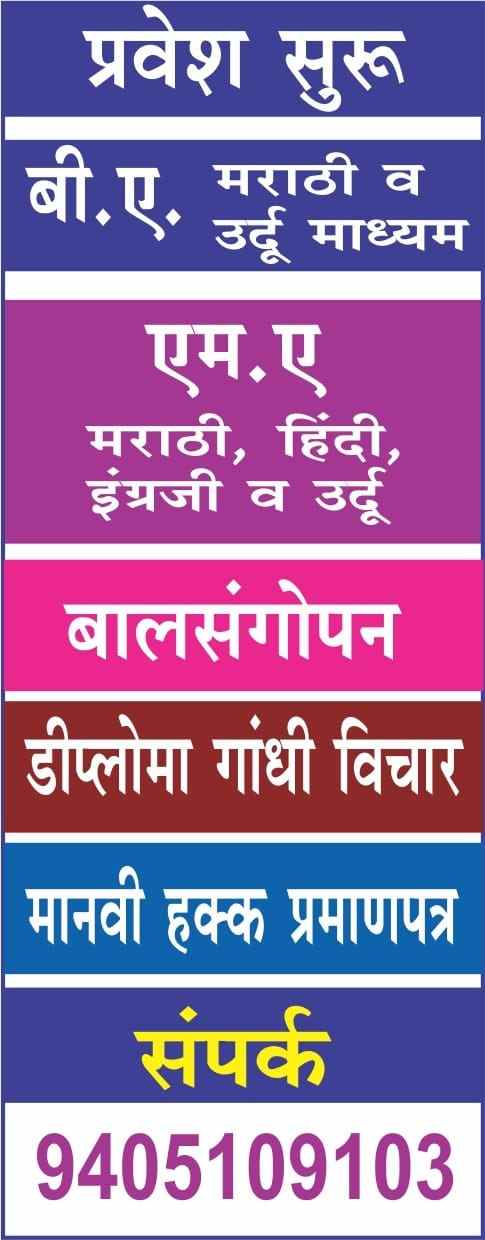 प्रवेश सुरू
बी.ए. मराठी व
उर्दू माध्यम
एम.ए
मराठी, हिंदी,
इंग्रजी व उर्दू
बालसंगोपन
डीप्लोमा गांधी विचार
मानवी हक्क प्रमाणपत्र
संपर्क
9405109103